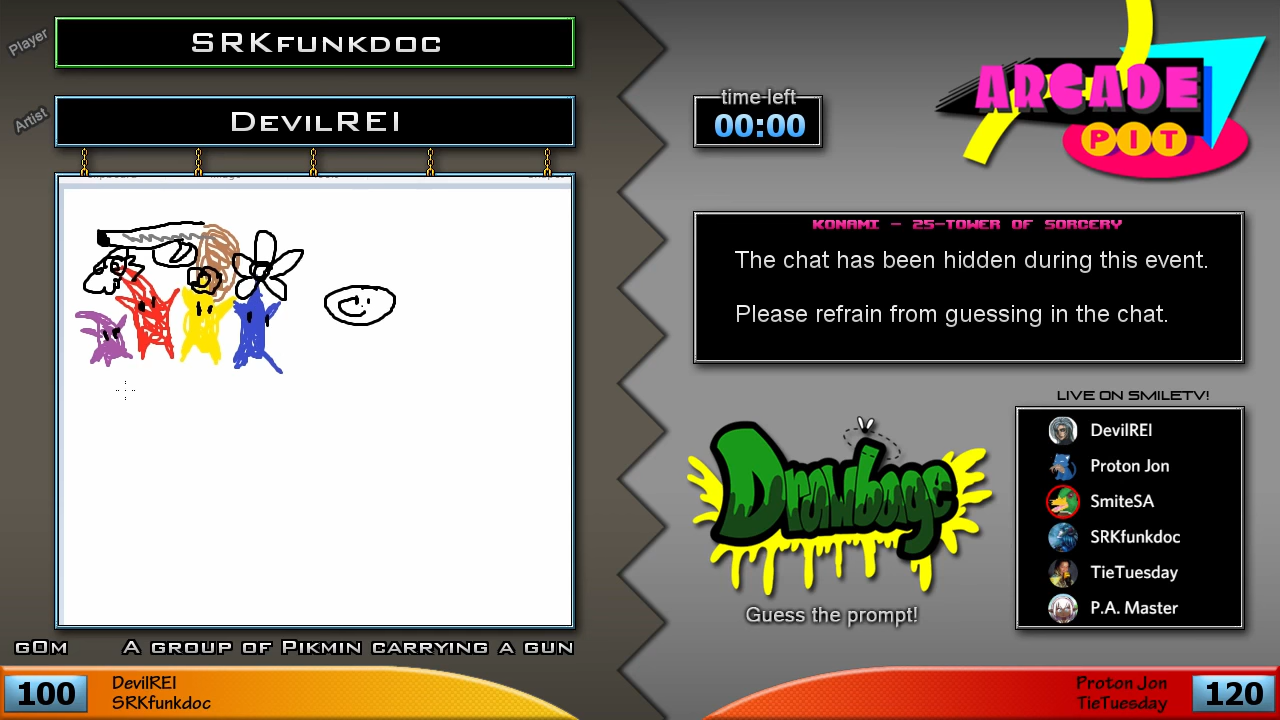 Player
SRKfunkdoc
Artist
DevilREI
time left
00:00
ARCADE
PIT
KONAMI - 25-TOWER OF SORCERY
The chat has been hidden during this event.
Please refrain from guessing in the chat.
LIVE ON SMILETV!
DevilREI
Proton Jon
SmiteSA
SRKfunkdoc
TieTuesday
P.A. Master
Drawbage
Guess the prompt!
gOm A group of Pikmin carrying a gun
100
DevilREI
SRKfunkdoc
Proton Jon
TieTuesday
120